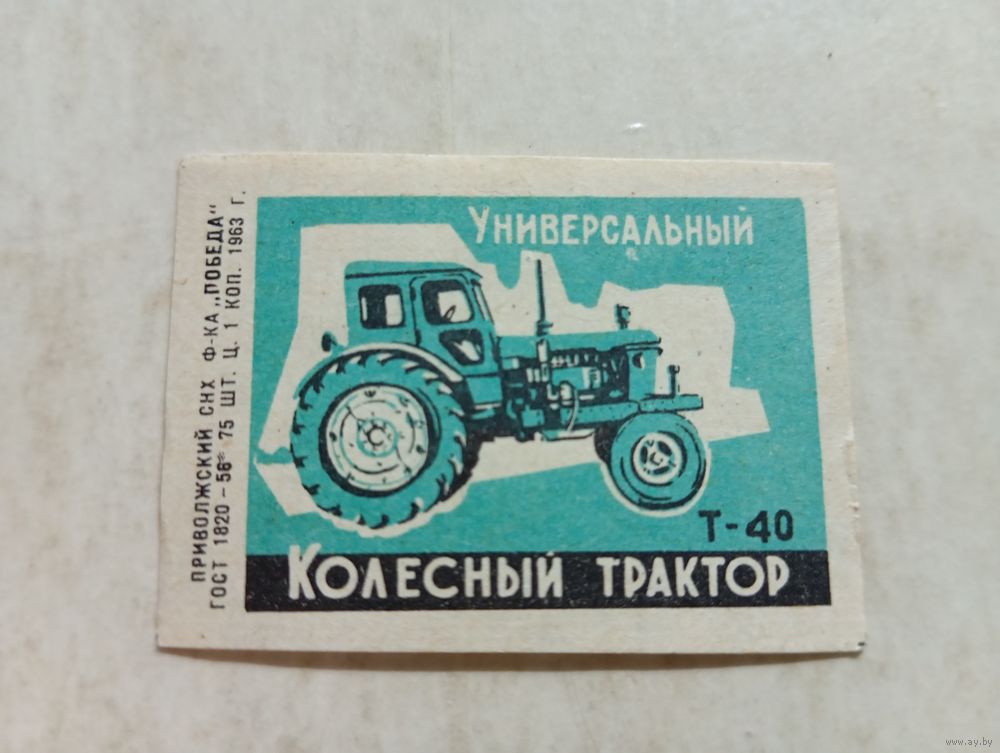 УНИВЕРСАЛЬНЫЙ
Т-40
КОЛЕСНЫЙ ТРАКТОР
ПРИВОЛЖСКИЙ СНХ Ф-КА „ПОБЕДА“
ГОСТ 1820-56* 75 ШТ. Ц. 1 КОП. 1963 Г.
www.ay.by